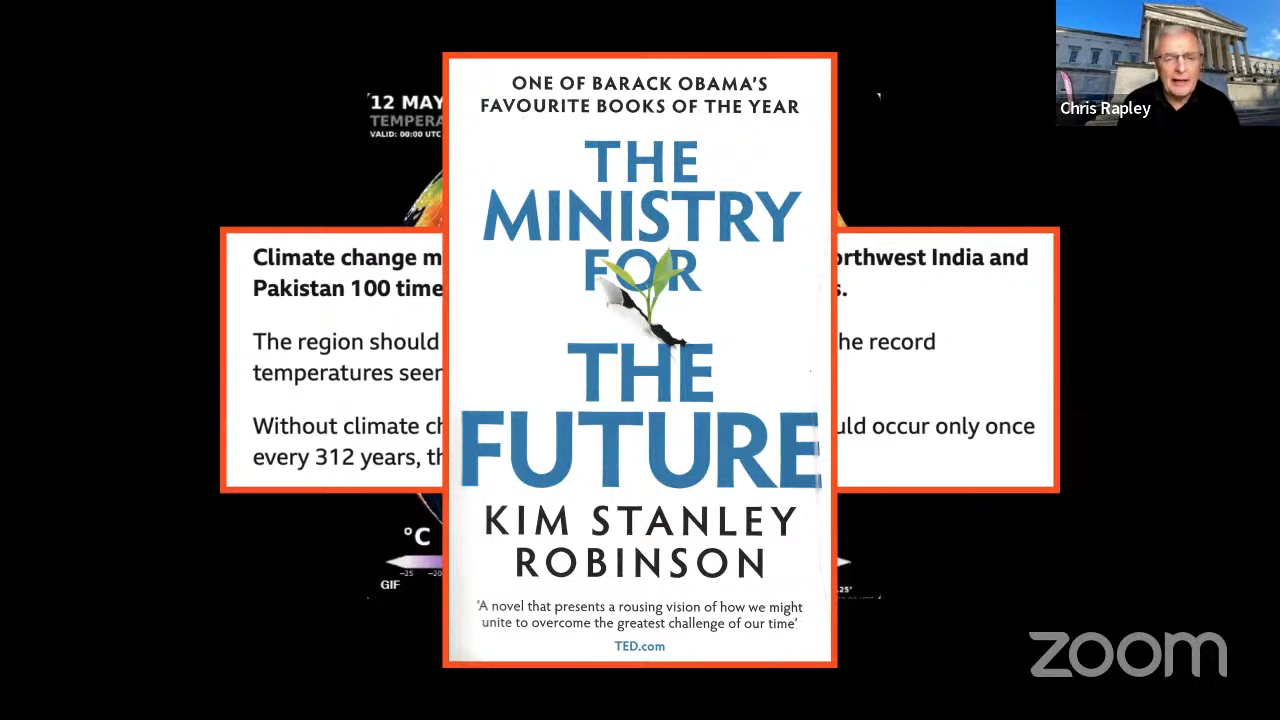 Chris Rapley
ONE OF BARACK OBAMA'S
FAVOURITE BOOKS OF THE YEAR
12 MAY
TEMPERA
VALID: 00:00 UTC
THE
MINISTRY
FOR
THE
FUTURE
KIM STANLEY
ROBINSON
'A novel that presents a rousing vision of how we might
unite to overcome the greatest challenge of our time'
TED.com
Climate change m
orthwest India and
Pakistan 100 time
s.
The region should
he record
temperatures seen
Without climate ch
uld occur only once
every 312 years, th
°C
-25 -20
GIF
.25°
zoom